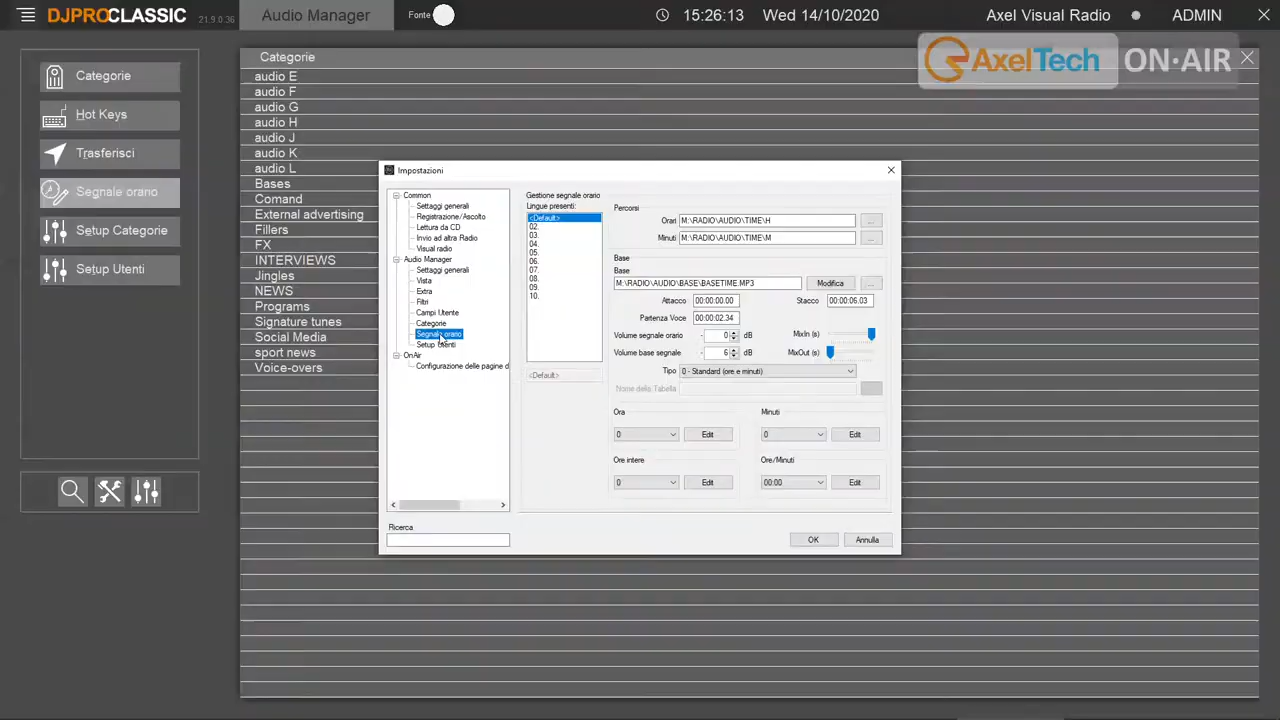 DJPROCLASSIC 21.9.0.36 Audio Manager Fonte 15:26:13 Wed 14/10/2020 Axel Visual Radio ADMIN
AxelTech ON·AIR
Categorie
Hot Keys
Trasferisci
Segnale orario
Setup Categorie
Setup Utenti
Categorie
audio E
audio F
audio G
audio H
audio J
audio K
audio L
Bases
Comand
External advertising
Fillers
FX
INTERVIEWS
Jingles
NEWS
Programs
Signature tunes
Social Media
sport news
Voice-overs
Impostazioni
Common
Settaggi generali
Registrazione/Ascolto
Lettura da CD
Invio ad altra Radio
Visual radio
Audio Manager
Settaggi generali
Vista
Extra
Filtri
Campi Utente
Categorie
Segnale orario
Setup Utenti
OnAir
Configurazione delle pagine d
Ricerca
Gestione segnale orario
Lingue presenti:
<Default>
02.
03.
04.
05.
06.
07.
08.
09.
10.
<Default>
Percorsi
Orari M:\RADIO\AUDIO\TIME\H ...
Minuti M:\RADIO\AUDIO\TIME\M ...
Base
Base
M:\RADIO\AUDIO\BASE\BASETIME.MP3 Modifica ...
Attacco 00:00:00.00 Stacco 00:00:06.03
Partenza Voce 00:00:02.34
Volume segnale orario - 0 dB MixIn (s)
Volume base segnale - 6 dB MixOut (s)
Tipo 0 - Standard (ore e minuti)
Nome della Tabella
Ora Minuti
0 Edit 0 Edit
Ore intere Ore/Minuti
0 Edit 00:00 Edit
OK Annulla